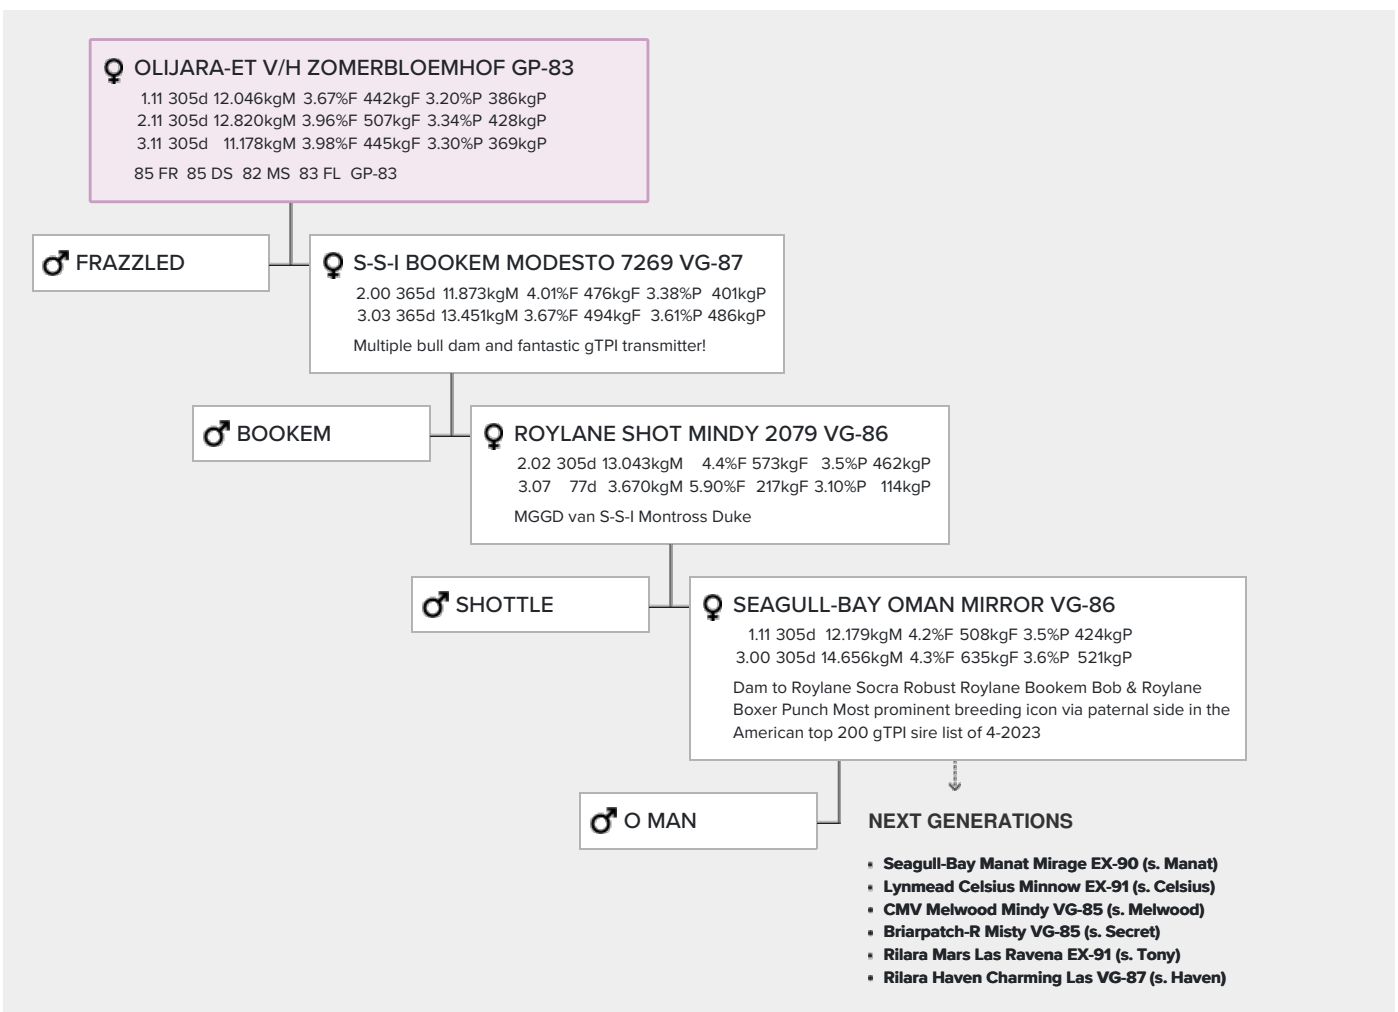 OLIJARA-ET V/H ZOMERBLOEMHOF GP-83
1.11 305d 12.046kgM 3.67%F 442kgF 3.20%P 386kgP
2.11 305d 12.820kgM 3.96%F 507kgF 3.34%P 428kgP
3.11 305d 11.178kgM 3.98%F 445kgF 3.30%P 369kgP
85 FR 85 DS 82 MS 83 FL GP-83
FRAZZLED
S-S-I BOOKEM MODESTO 7269 VG-87
2.00 365d 11.873kgM 4.01%F 476kgF 3.38%P 401kgP
3.03 365d 13.451kgM 3.67%F 494kgF 3.61%P 486kgP
Multiple bull dam and fantastic gTPI transmitter!
BOOKEM
ROYLANE SHOT MINDY 2079 VG-86
2.02 305d 13.043kgM 4.4%F 573kgF 3.5%P 462kgP
3.07 77d 3.670kgM 5.90%F 217kgF 3.10%P 114kgP
MGGD van S-S-I Montross Duke
SHOTTLE
SEAGULL-BAY OMAN MIRROR VG-86
1.11 305d 12.179kgM 4.2%F 508kgF 3.5%P 424kgP
3.00 305d 14.656kgM 4.3%F 635kgF 3.6%P 521kgP
Dam to Roylane Socra Robust Roylane Bookem Bob & Roylane
Boxer Punch Most prominent breeding icon via paternal side in the
American top 200 gTPI sire list of 4-2023
O MAN
NEXT GENERATIONS
• Seagull-Bay Manat Mirage EX-90 (s. Manat)
• Lynmead Celsius Minnow EX-91 (s. Celsius)
• CMV Melwood Mindy VG-85 (s. Melwood)
• Briarpatch-R Misty VG-85 (s. Secret)
• Rilara Mars Las Ravena EX-91 (s. Tony)
• Rilara Haven Charming Las VG-87 (s. Haven)